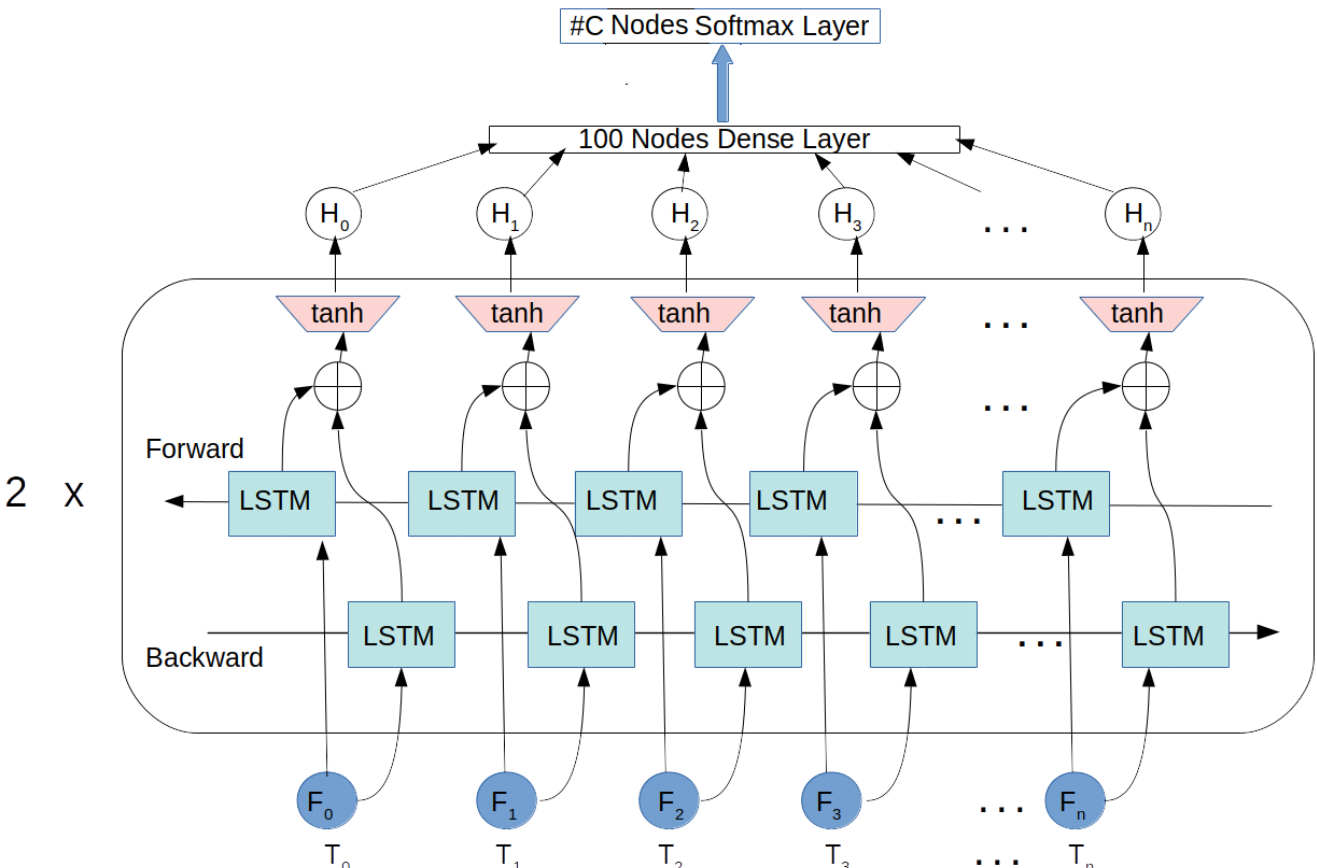 #C Nodes Softmax Layer
100 Nodes Dense Layer
H0 H1 H2 H3 ... Hn
tanh tanh tanh tanh ... tanh
...
Forward
2 x LSTM LSTM LSTM LSTM ... LSTM
LSTM LSTM LSTM LSTM ... LSTM
Backward
F0 F1 F2 F3 ... Fn
T0 T1 T2 T3 ... Tn